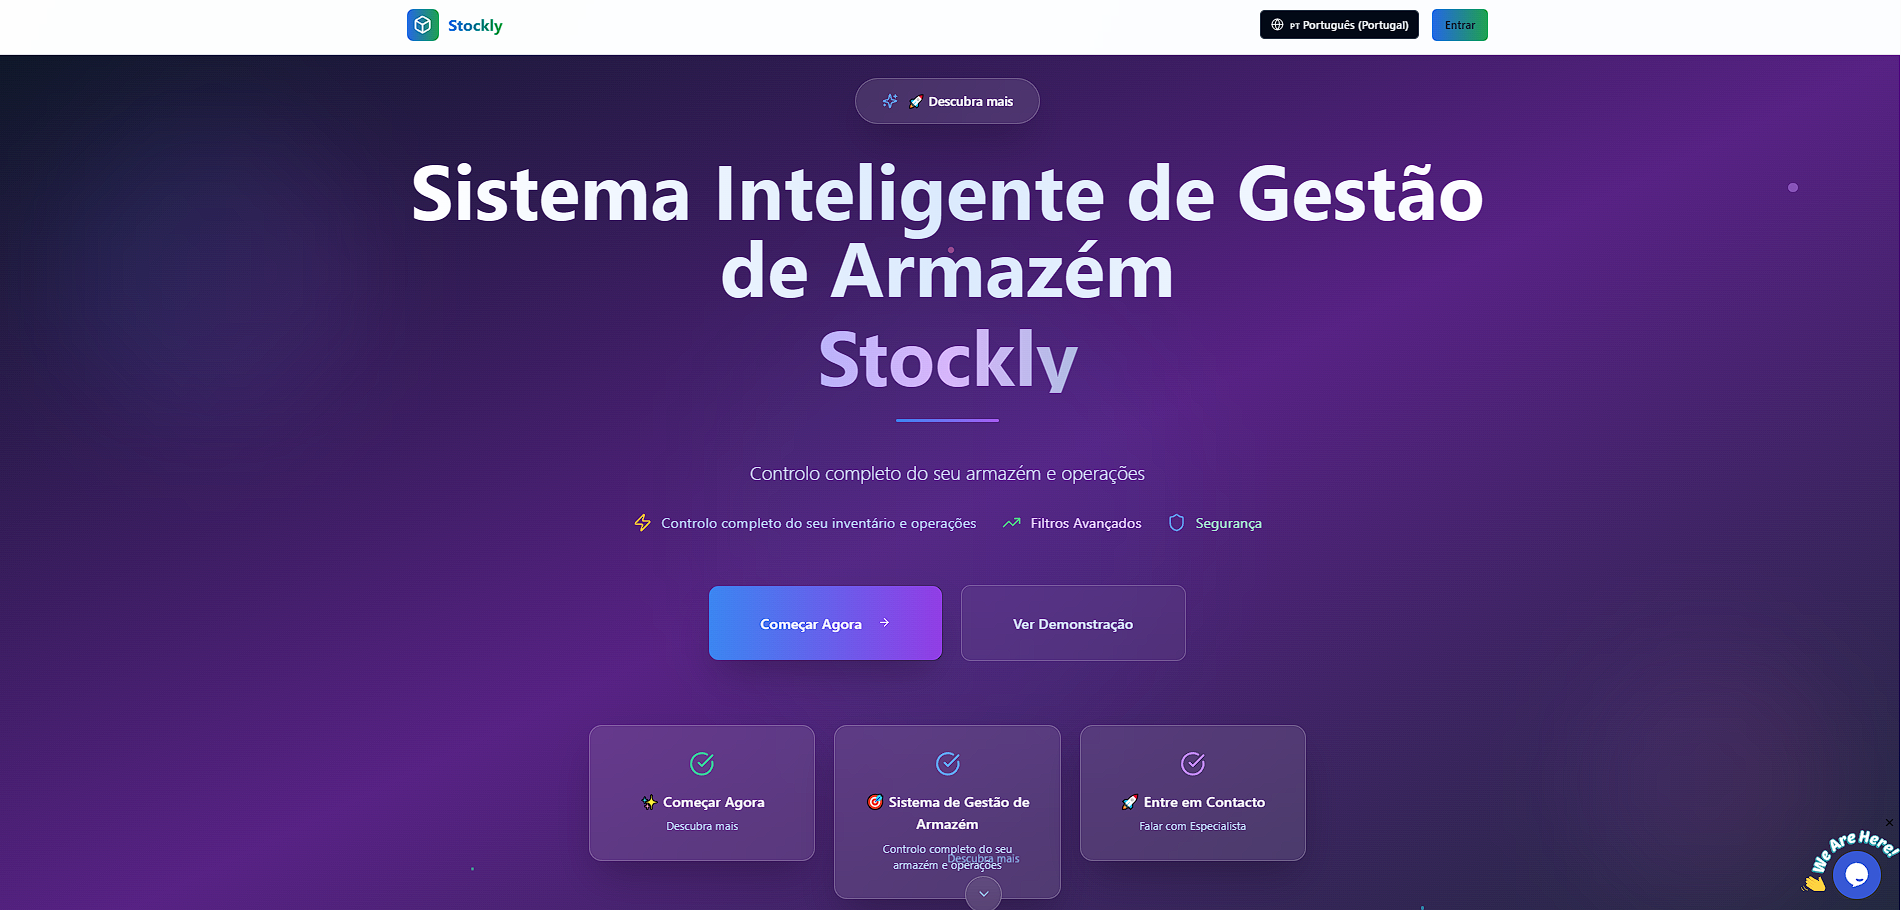 Stockly
PT Português (Portugal)
Entrar
Descubra mais
Sistema Inteligente de Gestão
de Armazém
Stockly
Controlo completo do seu armazém e operações
Controlo completo do seu inventário e operações
Filtros Avançados
Segurança
Começar Agora
Ver Demonstração
Começar Agora
Descubra mais
Sistema de Gestão de
Armazém
Controlo completo do seu
armazém e operações
Entre em Contacto
Falar com Especialista
Descubra mais
We Are Here!